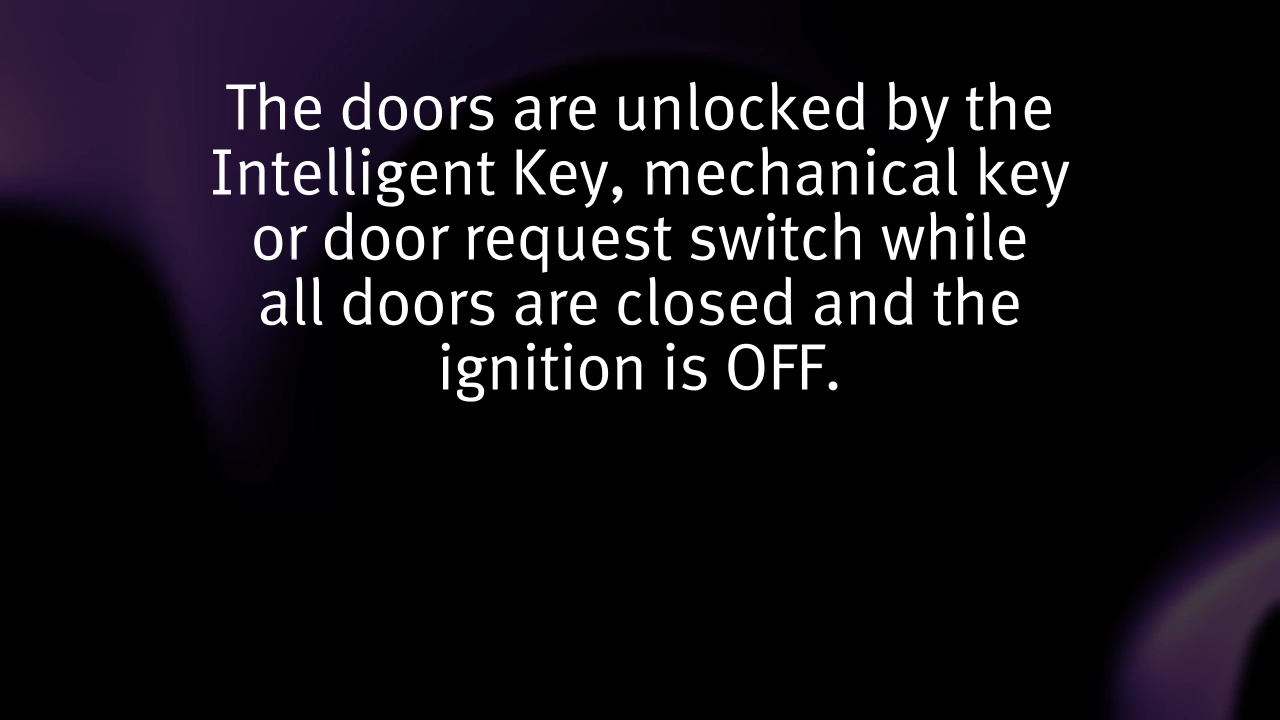 The doors are unlocked by the
Intelligent Key, mechanical key
or door request switch while
all doors are closed and the
ignition is OFF.